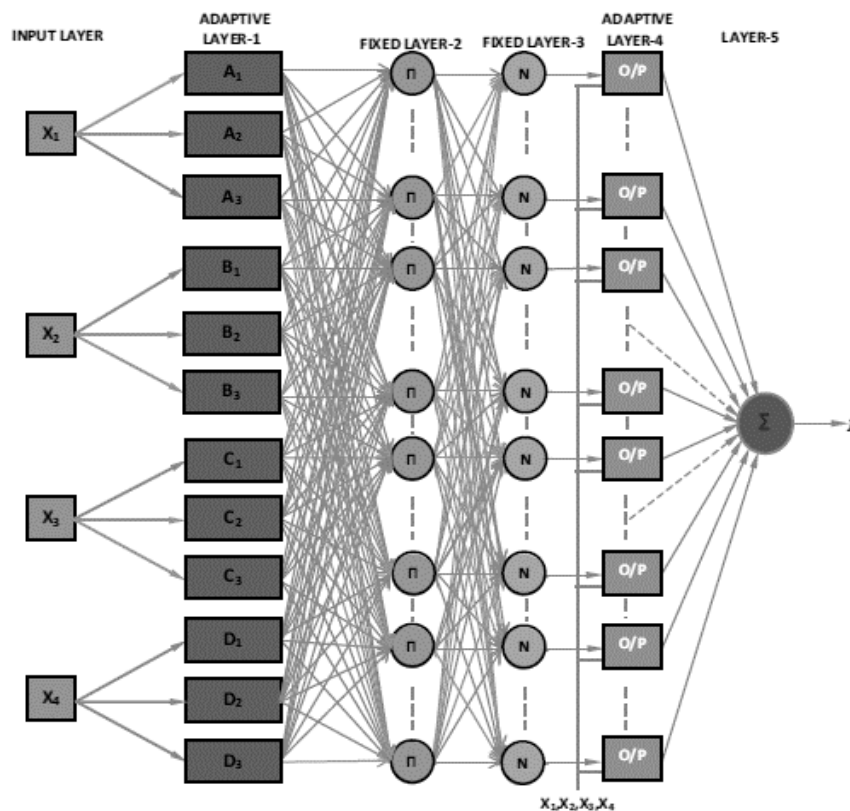 INPUT LAYER
ADAPTIVE
LAYER-1
FIXED LAYER-2
FIXED LAYER-3
ADAPTIVE
LAYER-4
LAYER-5
X₁
X₂
X₃
X₄
A₁
A₂
A₃
B₁
B₂
B₃
C₁
C₂
C₃
D₁
D₂
D₃
Π
Π
Π
Π
Π
Π
Π
Π
N
N
N
N
N
N
N
N
O/P
O/P
O/P
O/P
O/P
O/P
O/P
O/P
Σ
X₁,X₂,X₃,X₄